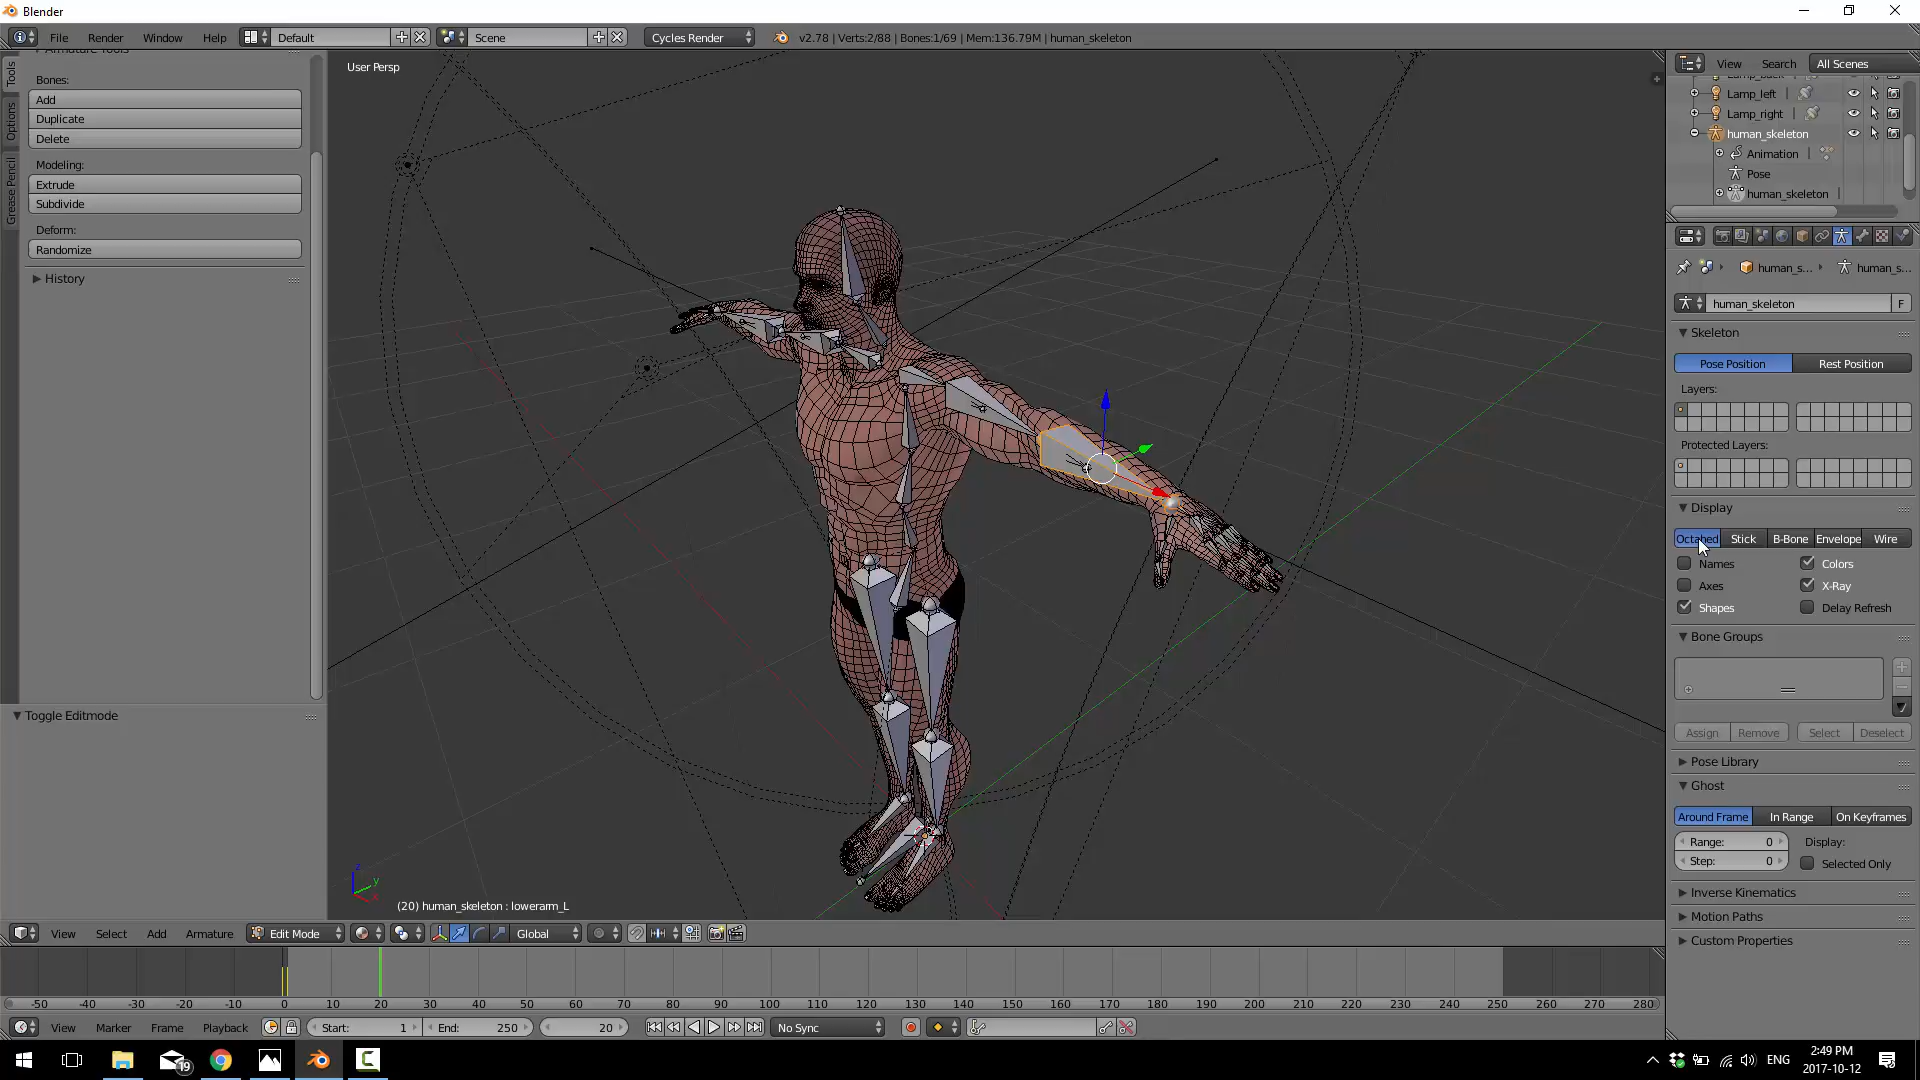 Blender
File Render Window Help Default Scene Cycles Render v2.78 | Verts:2/88 | Bones:1/69 | Mem:136.79M | human_skeleton
Armature Tools
Tools
Options
Grease Pencil
Bones:
Add
Duplicate
Delete
Modeling:
Extrude
Subdivide
Deform:
Randomize
History
Toggle Editmode
User Persp
z
y
x
(20) human_skeleton : lowerarm_L
View Search All Scenes
Lamp_back
Lamp_left
Lamp_right
human_skeleton
Animation
Pose
human_skeleton
human_s... human_s...
human_skeleton F
Skeleton
Pose Position Rest Position
Layers:
Protected Layers:
Display
Octahed Stick B-Bone Envelope Wire
Names Colors
Axes X-Ray
Shapes Delay Refresh
Bone Groups
Assign Remove Select Deselect
Pose Library
Ghost
Around Frame In Range On Keyframes
Range: 0 Display:
Step: 0 Selected Only
Inverse Kinematics
Motion Paths
Custom Properties
View Select Add Armature Edit Mode Global
-50 -40 -30 -20 -10 0 10 20 30 40 50 60 70 80 90 100 110 120 130 140 150 160 170 180 190 200 210 220 230 240 250 260 270 280
View Marker Frame Playback Start: 1 End: 250 20 No Sync
19 ENG 2:49 PM
2017-10-12